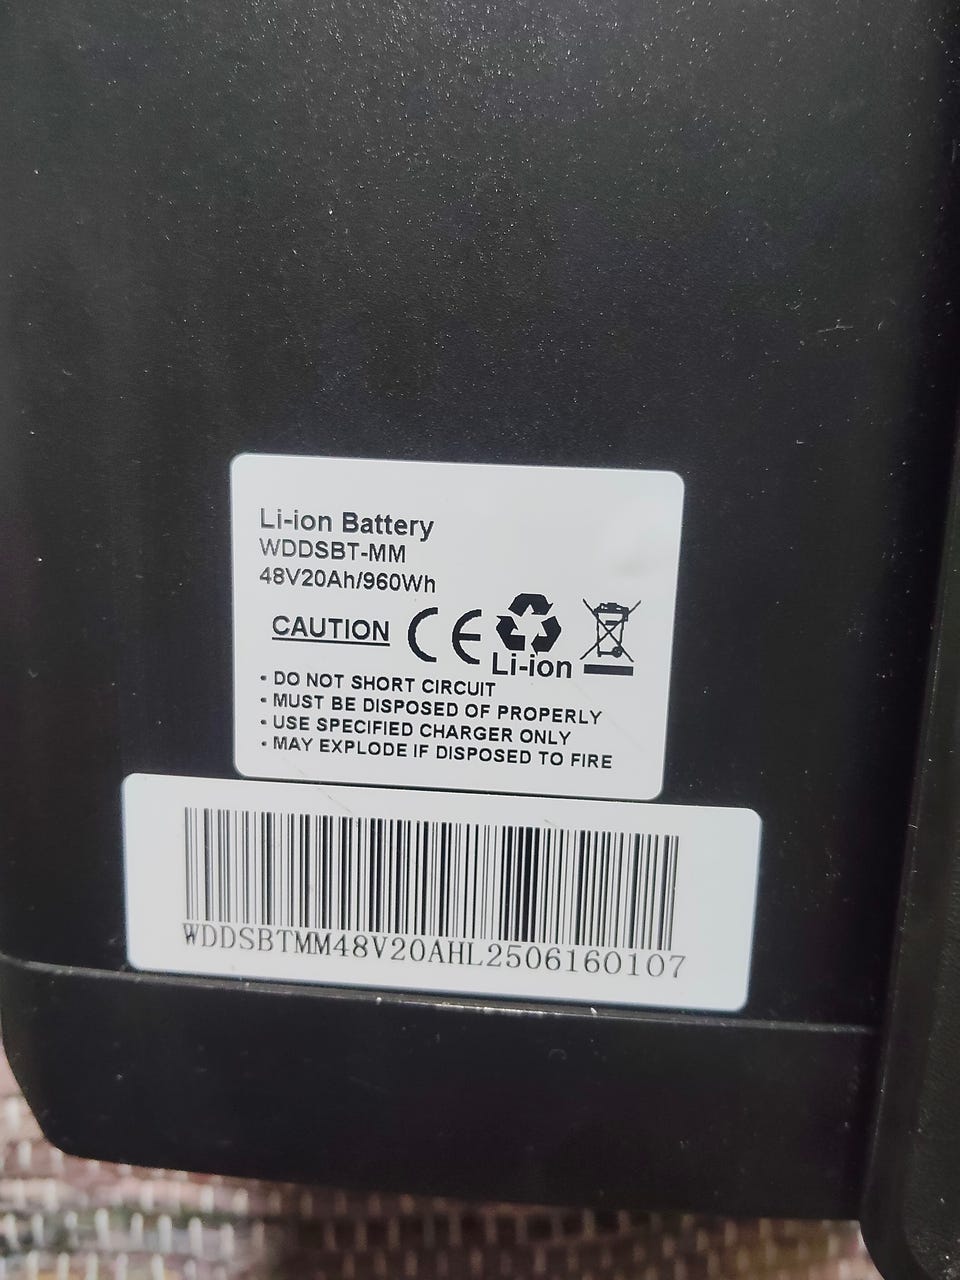 Li-ion Battery
WDDSBT-MM
48V20Ah/960Wh
CAUTION CE
Li-ion
• DO NOT SHORT CIRCUIT
• MUST BE DISPOSED OF PROPERLY
• USE SPECIFIED CHARGER ONLY
• MAY EXPLODE IF DISPOSED TO FIRE
WDDSBTMM48V20AHL2506160107